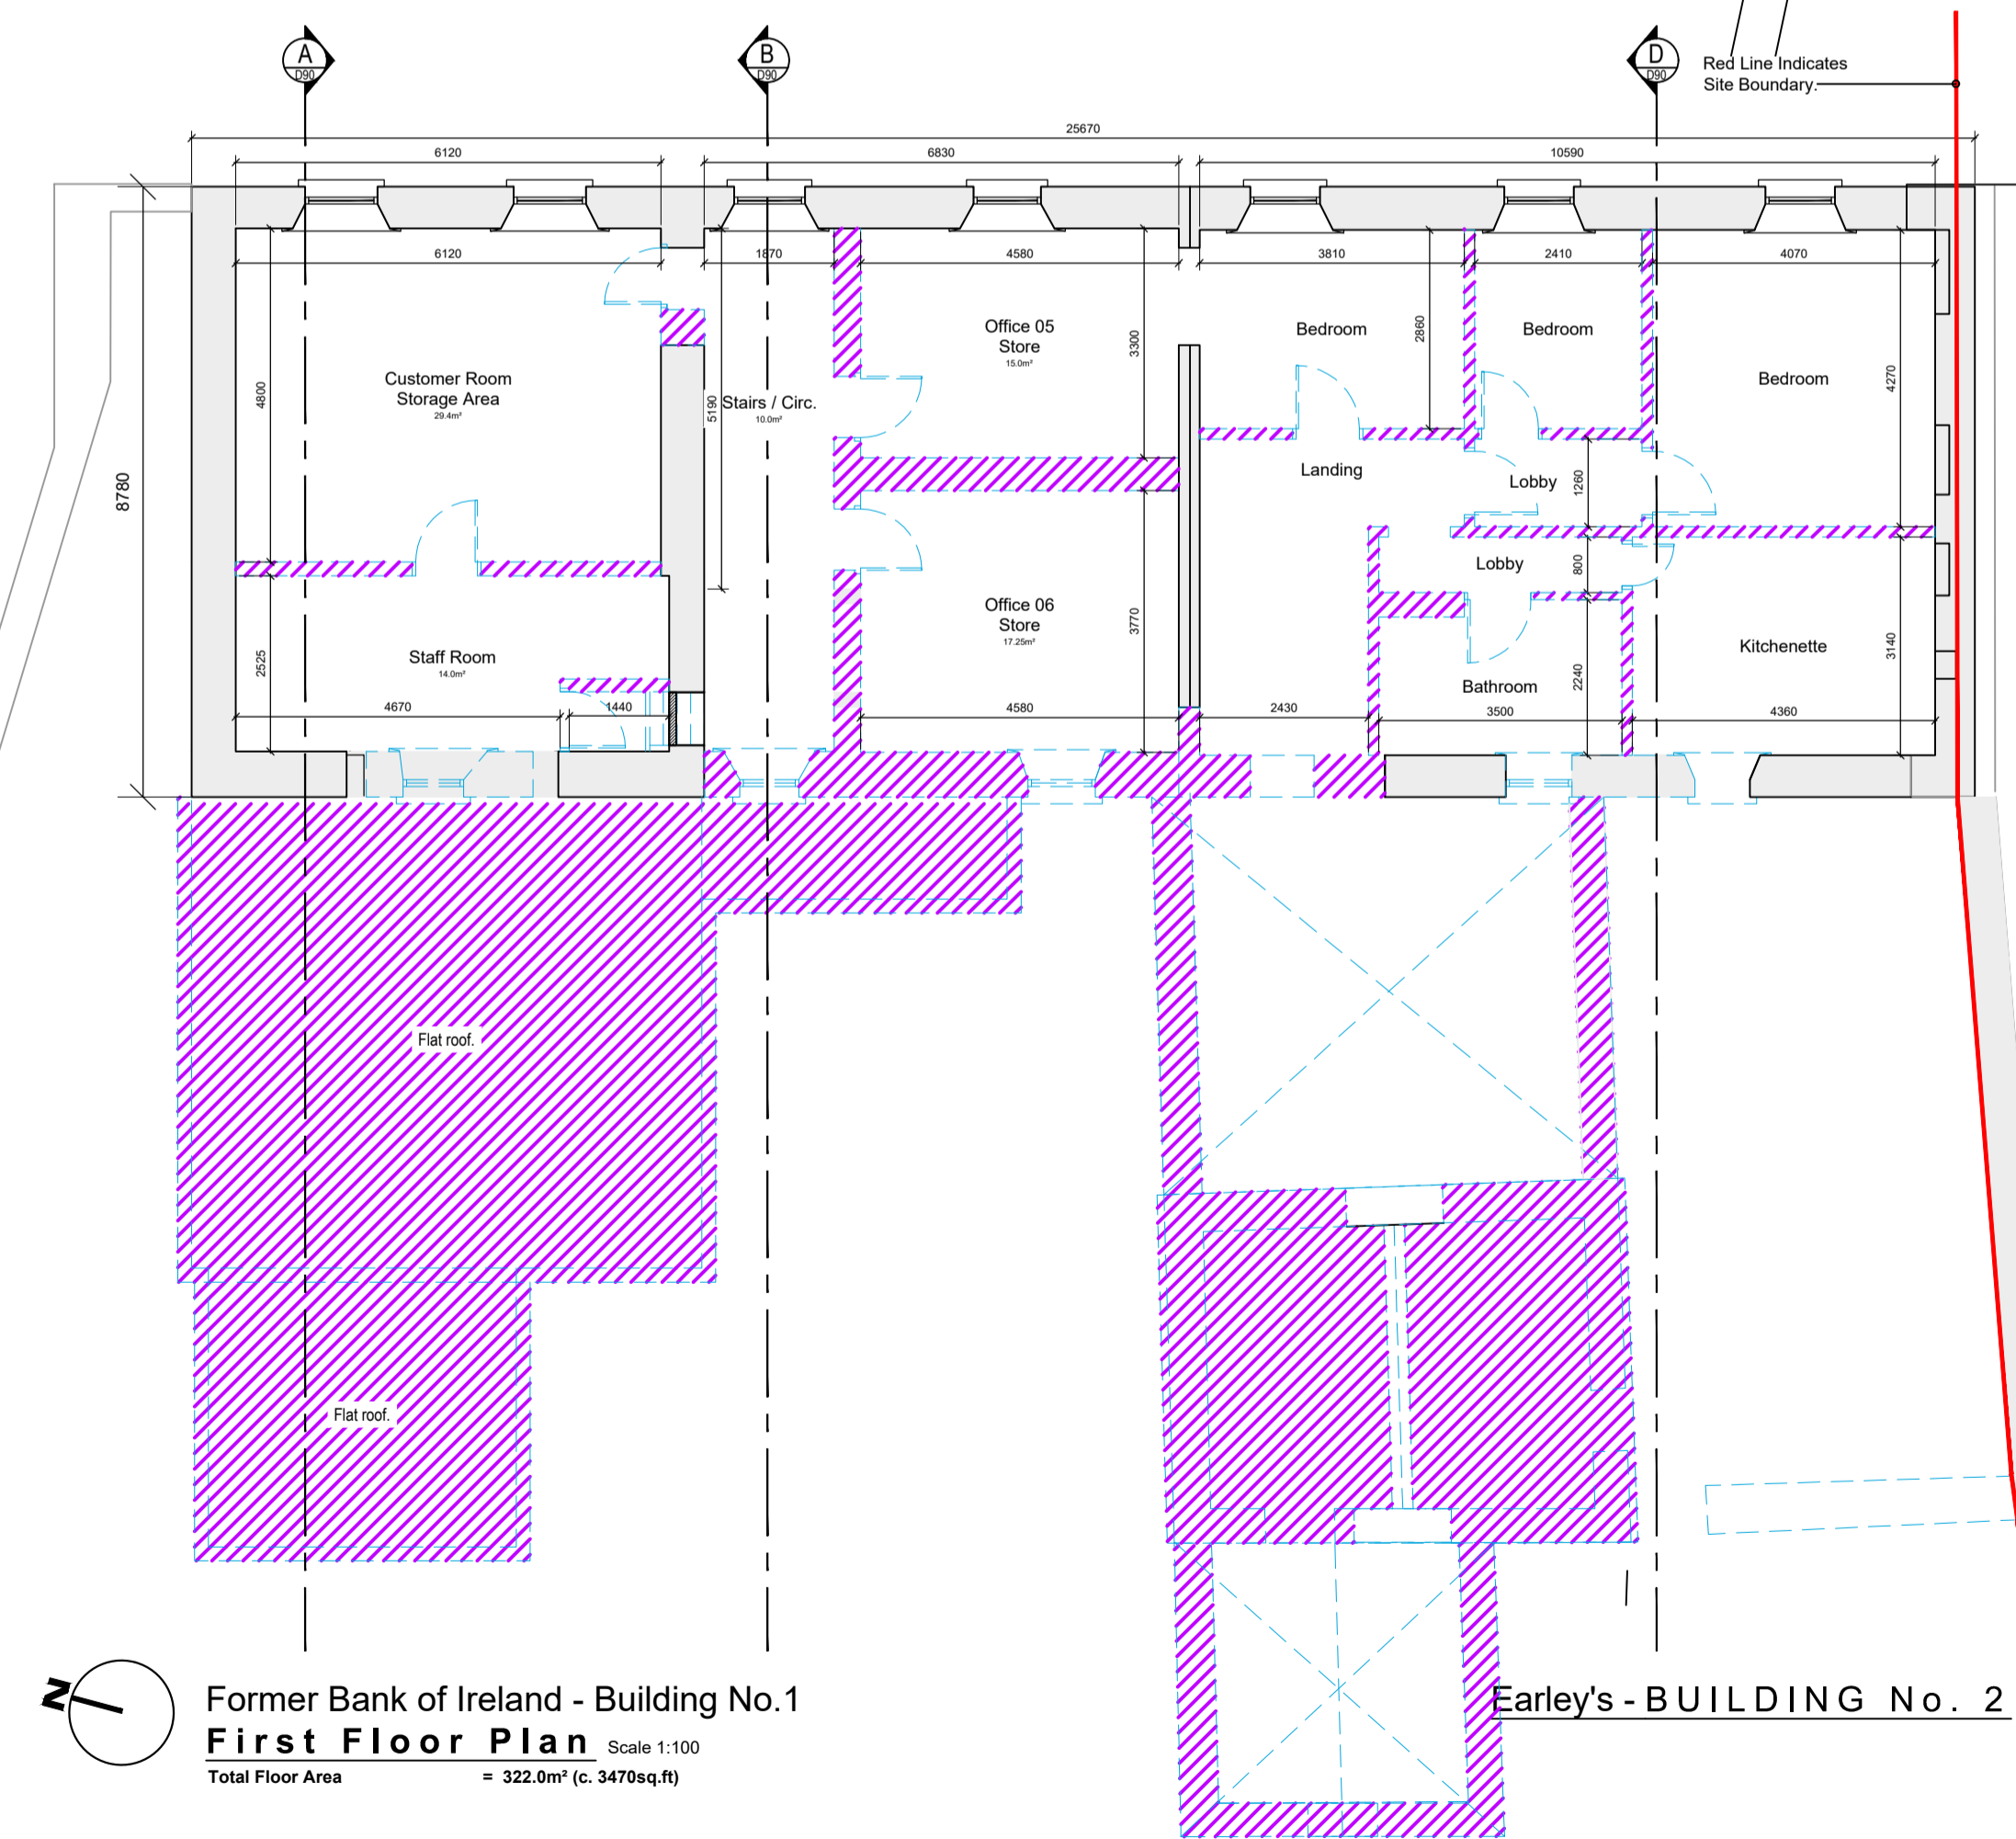 A
D90
B
D90
D
D90
Red Line Indicates
Site Boundary.
25670
6120
6830
10590
6120
1870
4580
3810
2410
4070
8780
4800
5190
3300
2860
4270
Customer Room
Storage Area
29.4m²
Stairs / Circ.
10.0m²
Office 05
Store
15.0m²
Bedroom
Bedroom
Bedroom
Landing
Lobby
1260
Lobby
800
2525
Staff Room
14.0m²
Office 06
Store
17.25m²
3770
Bathroom
2240
Kitchenette
3140
4670
1440
4580
2430
3500
4360
Flat roof.
Flat roof.
N
Former Bank of Ireland - Building No.1
First Floor Plan Scale 1:100
Total Floor Area = 322.0m² (c. 3470sq.ft)
Earley's - BUILDING No. 2